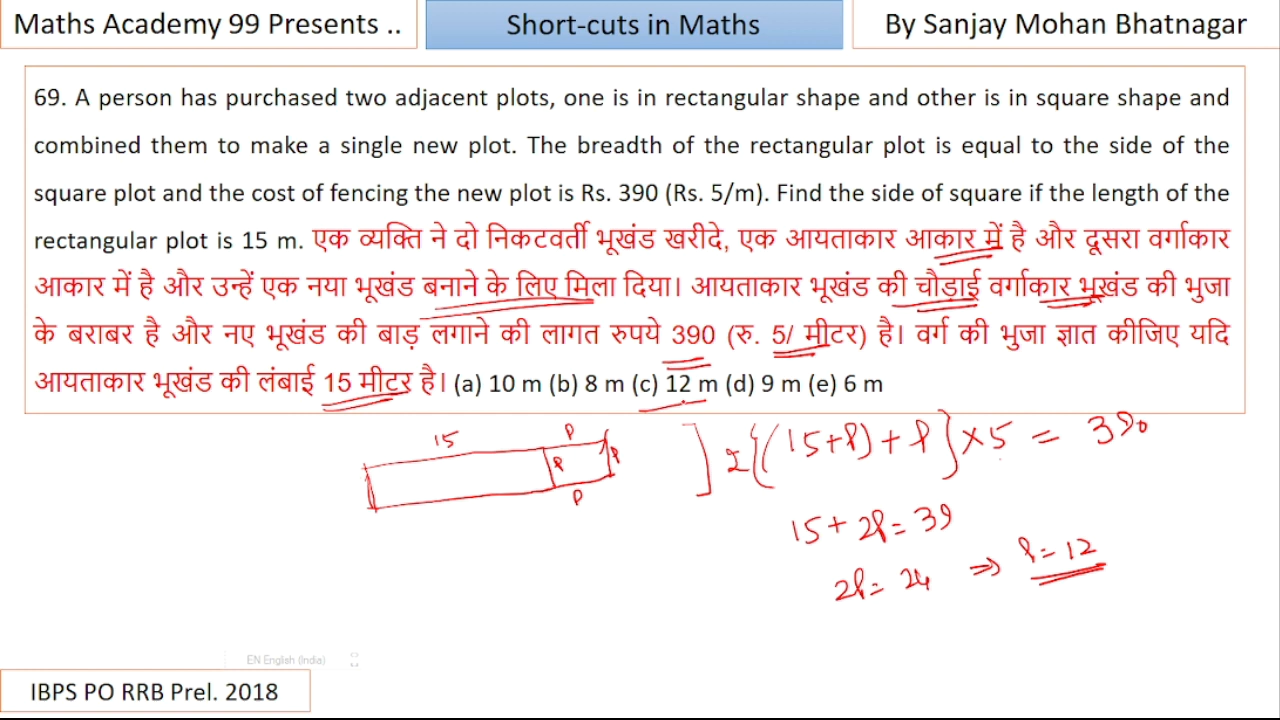 Maths Academy 99 Presents ..
Short-cuts in Maths
By Sanjay Mohan Bhatnagar
69. A person has purchased two adjacent plots, one is in rectangular shape and other is in square shape and
combined them to make a single new plot. The breadth of the rectangular plot is equal to the side of the
square plot and the cost of fencing the new plot is Rs. 390 (Rs. 5/m). Find the side of square if the length of the
rectangular plot is 15 m. एक व्यक्ति ने दो निकटवर्ती भूखंड खरीदे, एक आयताकार आकार में है और दूसरा वर्गाकार
आकार में है और उन्हें एक नया भूखंड बनाने के लिए मिला दिया। आयताकार भूखंड की चौड़ाई वर्गाकार भूखंड की भुजा
के बराबर है और नए भूखंड की बाड़ लगाने की लागत रुपये 390 (रु. 5/ मीटर) है। वर्ग की भुजा ज्ञात कीजिए यदि
आयताकार भूखंड की लंबाई 15 मीटर है। (a) 10 m (b) 8 m (c) 12 m (d) 9 m (e) 6 m
15 l
l l
l
] 2{(15+l)+l}×5 = 390
15+2l=39
2l=24 ⇒ l=12
EN English (India)
IBPS PO RRB Prel. 2018